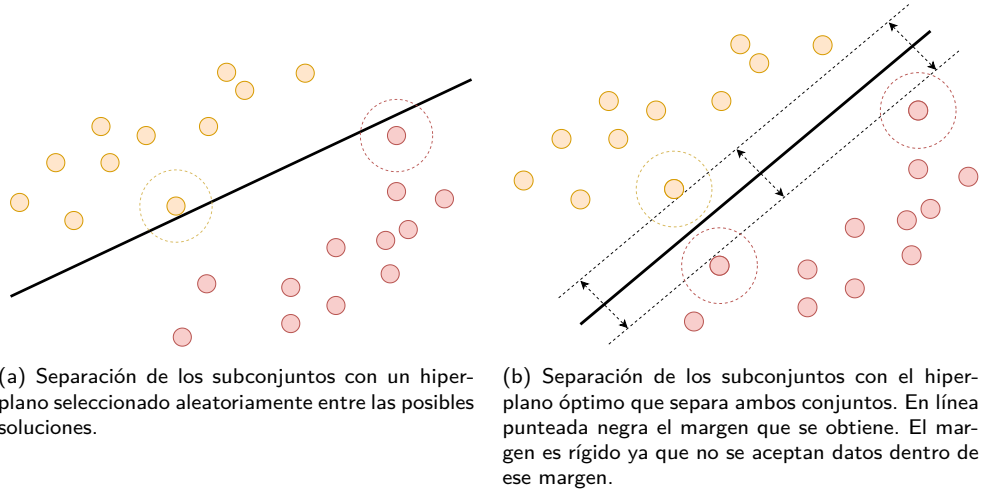 (a) Separación de los subconjuntos con un hiper-
plano seleccionado aleatoriamente entre las posibles
soluciones.
(b) Separación de los subconjuntos con el hiper-
plano óptimo que separa ambos conjuntos. En línea
punteada negra el margen que se obtiene. El mar-
gen es rígido ya que no se aceptan datos dentro de
ese margen.